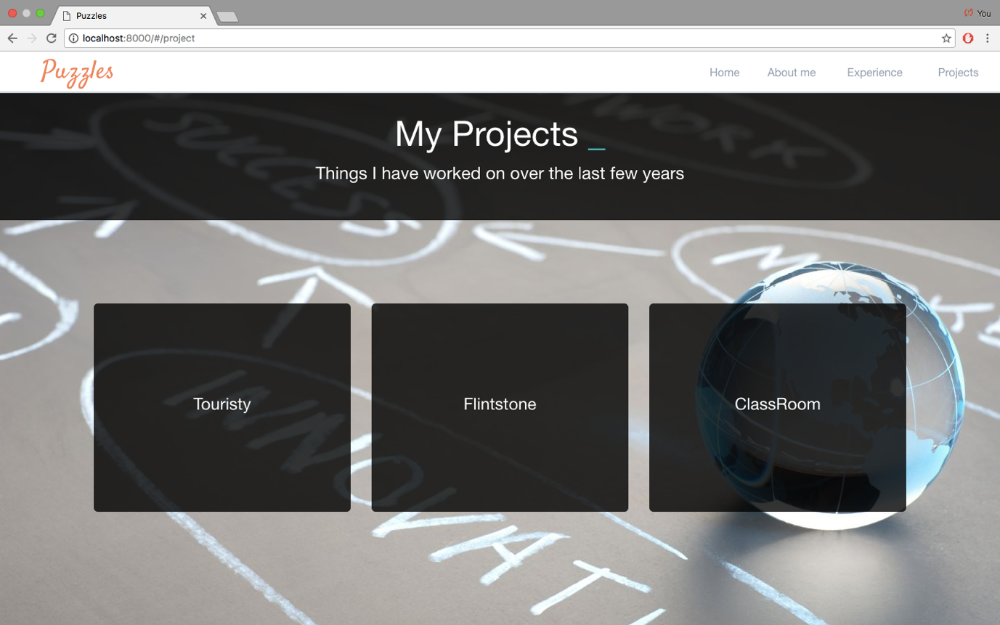 Puzzles
You
localhost:8000/#/project
Puzzles
Home About me Experience Projects
My Projects _
Things I have worked on over the last few years
SUCCESS
WORK
Touristy
Flintstone
ClassRoom